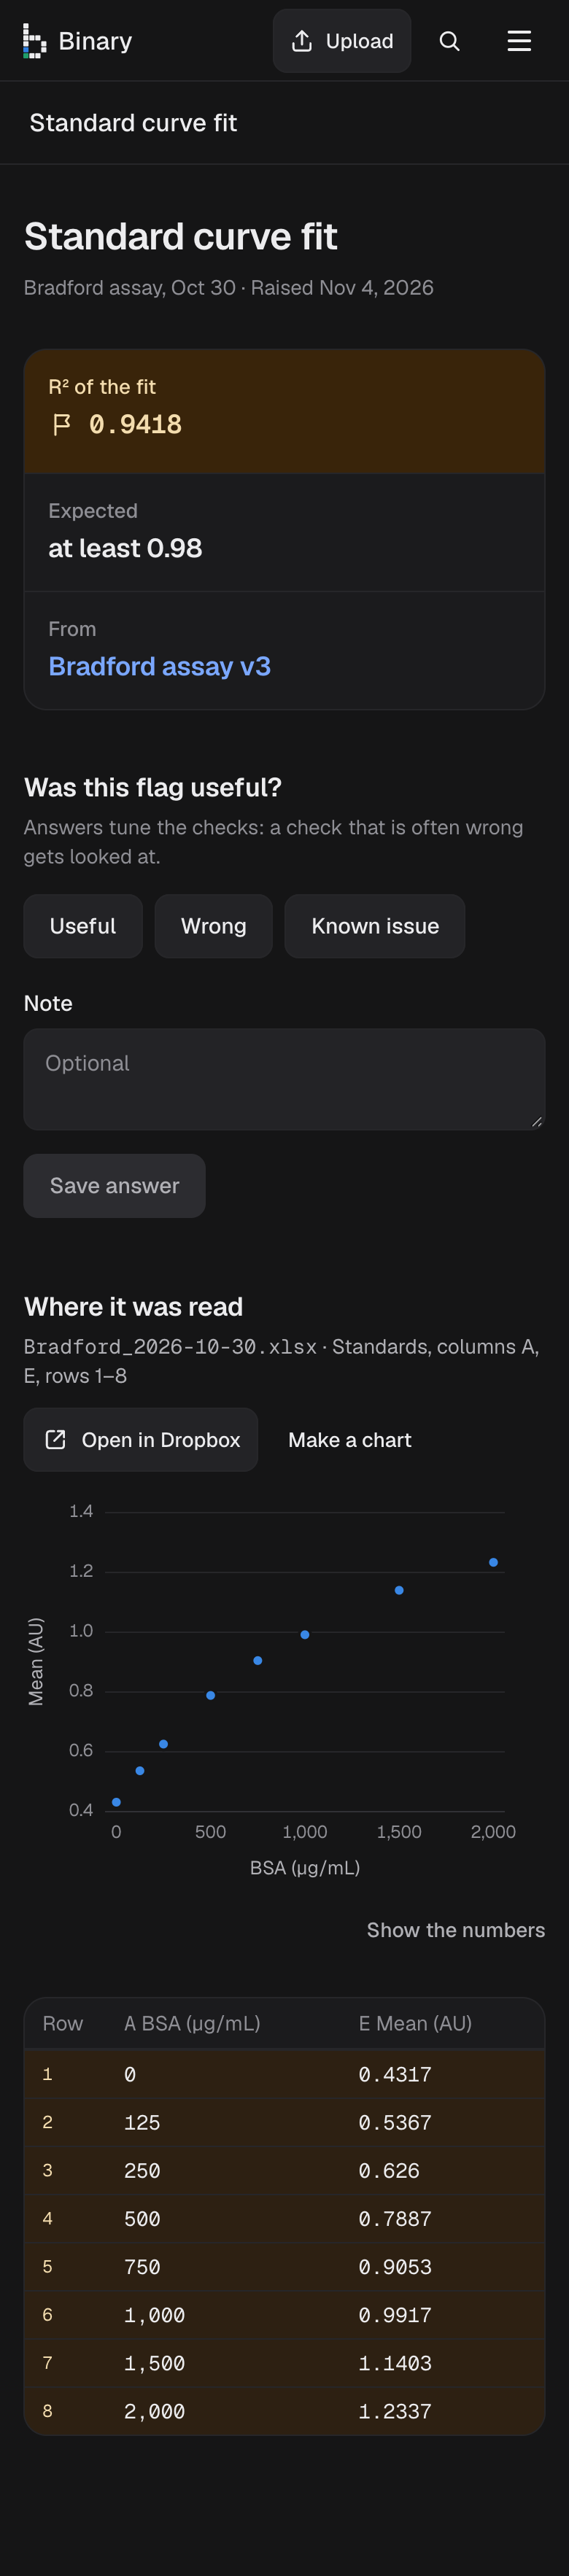 Binary
Upload
Standard curve fit
Standard curve fit
Bradford assay, Oct 30 · Raised Nov 4, 2026
R² of the fit
0.9418
Expected
at least 0.98
From
Bradford assay v3
Was this flag useful?
Answers tune the checks: a check that is often wrong
gets looked at.
Useful
Wrong
Known issue
Note
Optional
Save answer
Where it was read
Bradford_2026-10-30.xlsx · Standards, columns A,
E, rows 1–8
Open in Dropbox
Make a chart
1.4
1.2
1.0
0.8
0.6
0.4
Mean (AU)
0 500 1,000 1,500 2,000
BSA (µg/mL)
Show the numbers
Row A BSA (µg/mL) E Mean (AU)
1 0 0.4317
2 125 0.5367
3 250 0.626
4 500 0.7887
5 750 0.9053
6 1,000 0.9917
7 1,500 1.1403
8 2,000 1.2337